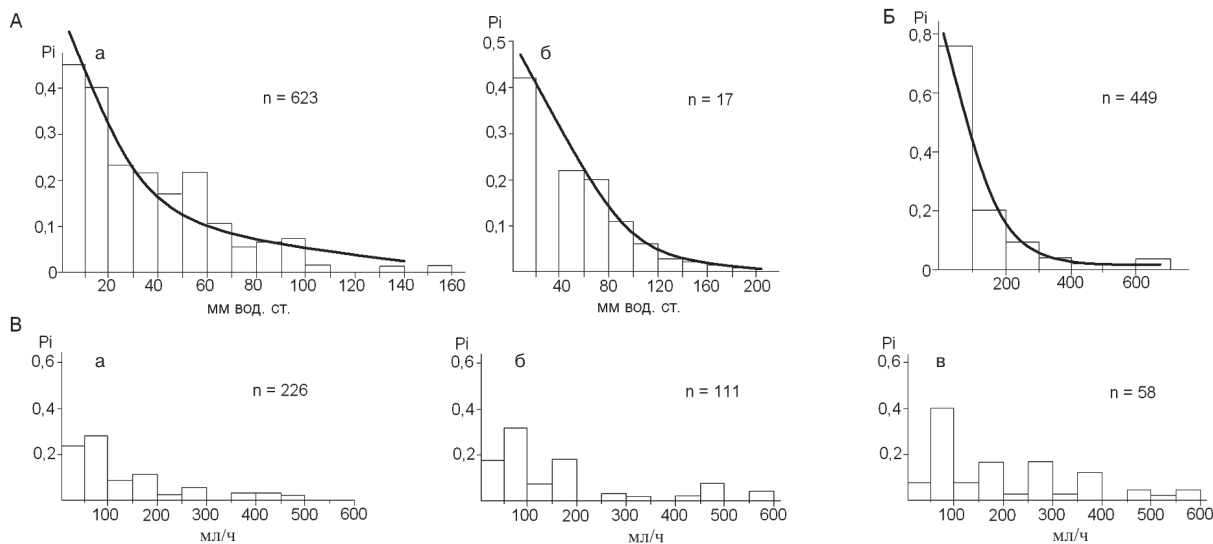 А
Pi
а
0,4
0,3
0,2
0,1
0
n = 623
20 40 60 80 100 120 140 160
мм вод. ст.
Pi
б
0,5
0,4
0,3
0,2
0,1
0
n = 17
40 80 120 160 200
мм вод. ст.
Б
Pi
0,8
0,6
0,4
0,2
0
n = 449
200 400 600
В
Pi
а
0,6
0,4
0,2
n = 226
100 200 300 400 500 600
мл/ч
Pi
б
0,6
0,4
0,2
n = 111
100 200 300 400 500 600
мл/ч
Pi
в
0,6
0,4
0,2
n = 58
100 200 300 400 500 600
мл/ч